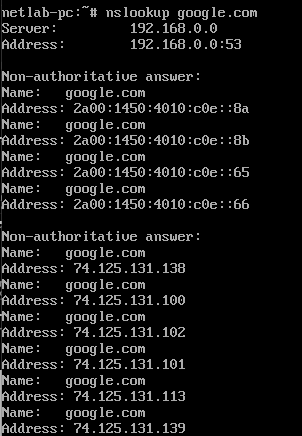 netlab-pc:~# nslookup google.com
Server:         192.168.0.0
Address:        192.168.0.0:53

Non-authoritative answer:
Name:   google.com
Address: 2a00:1450:4010:c0e::8a
Name:   google.com
Address: 2a00:1450:4010:c0e::8b
Name:   google.com
Address: 2a00:1450:4010:c0e::65
Name:   google.com
Address: 2a00:1450:4010:c0e::66

Non-authoritative answer:
Name:   google.com
Address: 74.125.131.138
Name:   google.com
Address: 74.125.131.100
Name:   google.com
Address: 74.125.131.102
Name:   google.com
Address: 74.125.131.101
Name:   google.com
Address: 74.125.131.113
Name:   google.com
Address: 74.125.131.139